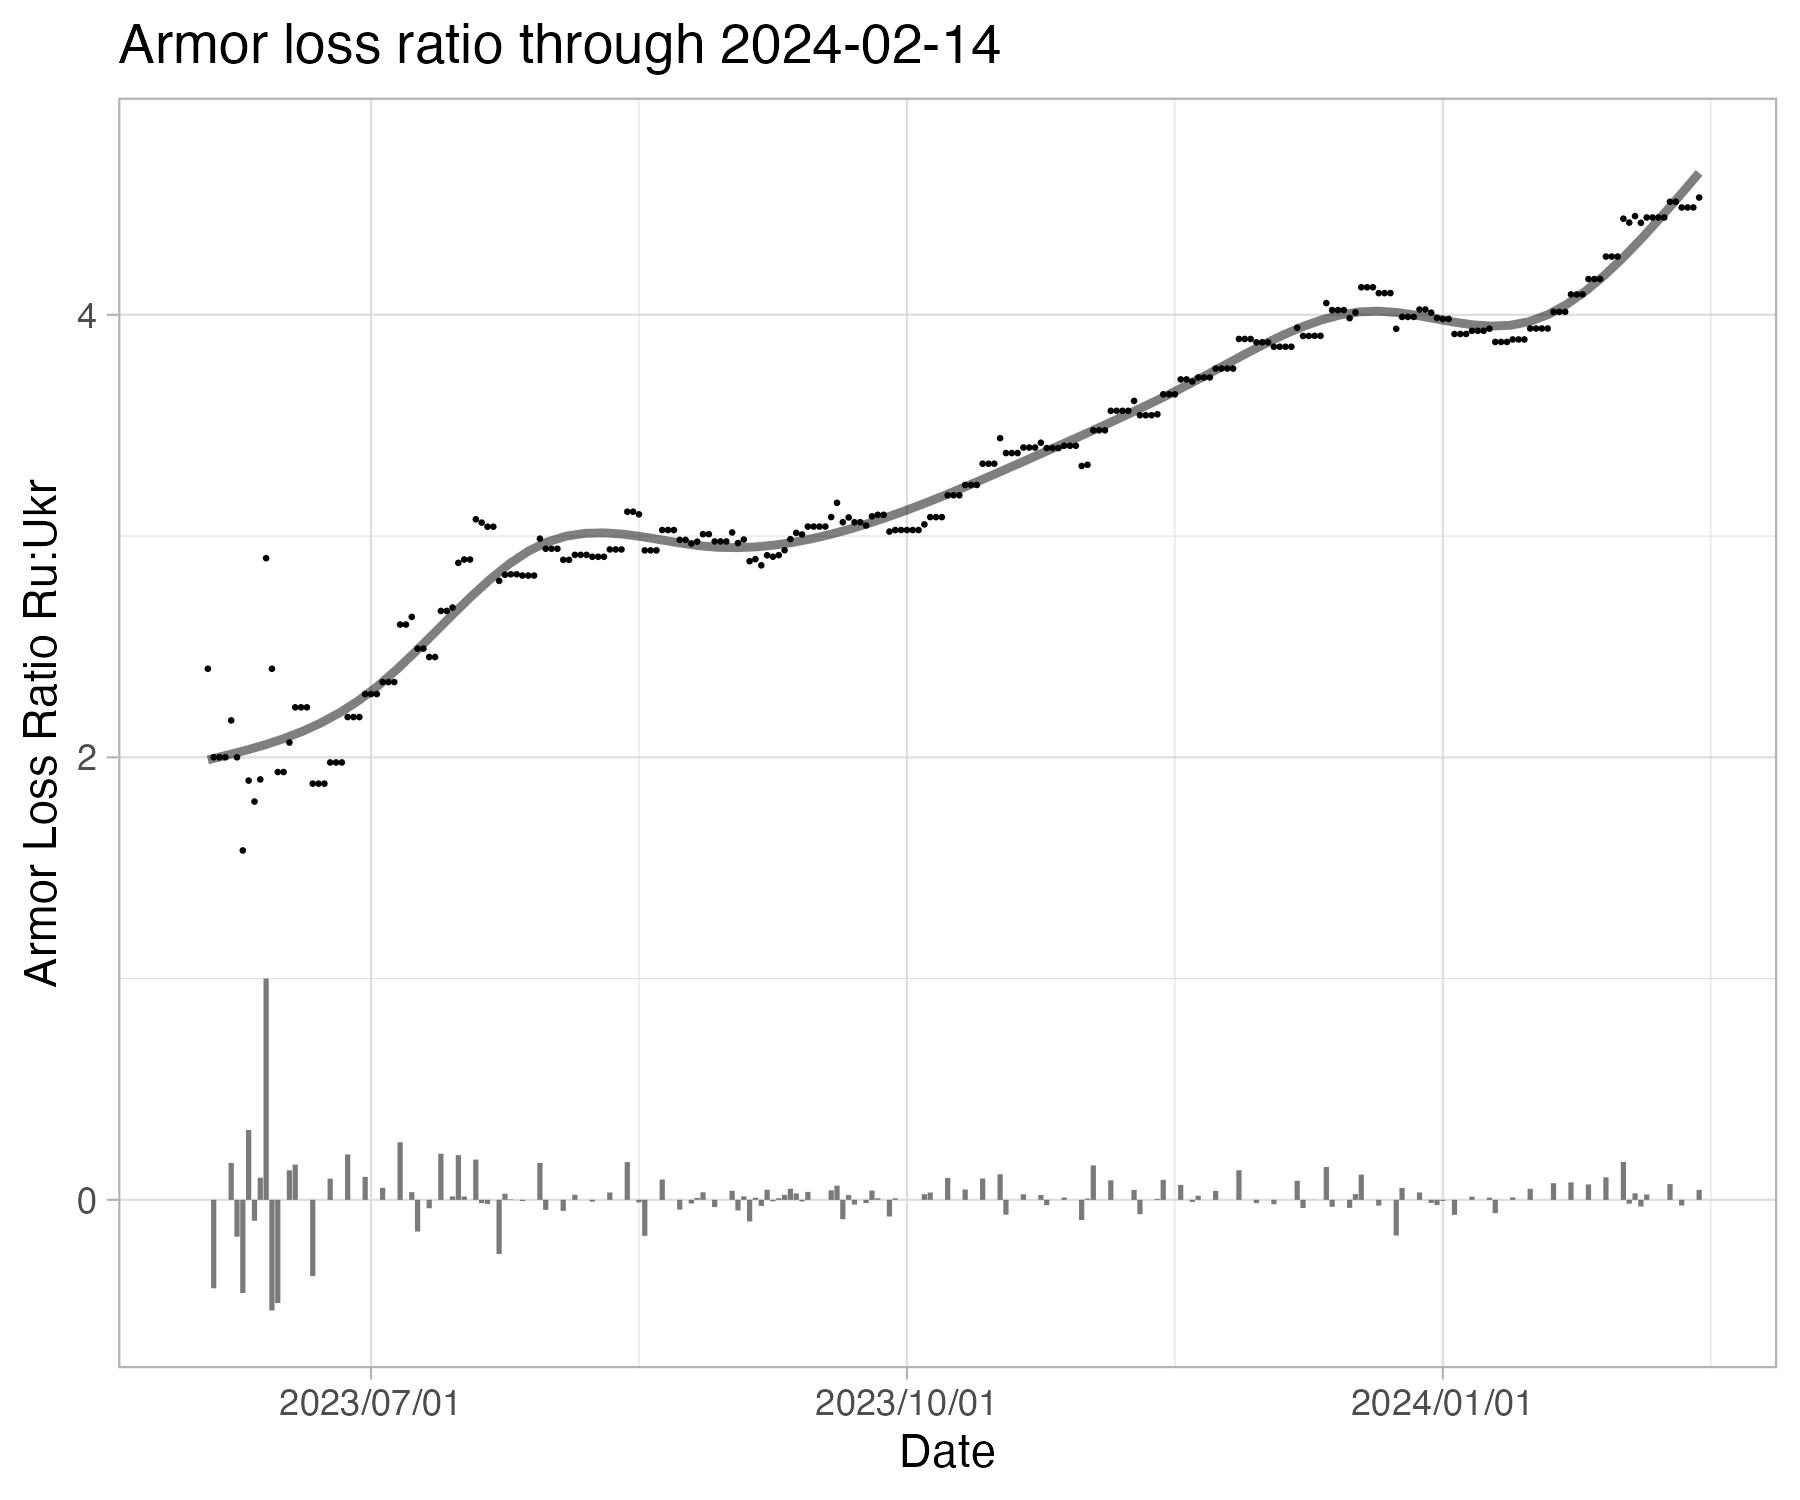 Armor loss ratio through 2024-02-14
Armor Loss Ratio Ru:Ukr
4
2
0
2023/07/01
2023/10/01
2024/01/01
Date